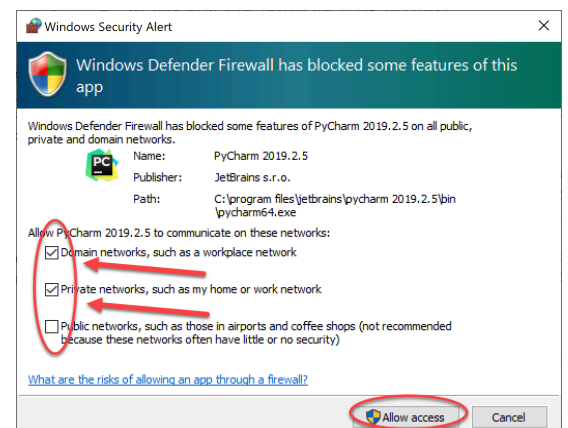 Windows Security Alert
Windows Defender Firewall has blocked some features of this
app
Windows Defender Firewall has blocked some features of PyCharm 2019.2.5 on all public,
private and domain networks.
PC
Name: PyCharm 2019.2.5
Publisher: JetBrains s.r.o.
Path: C:\program files\jetbrains\pycharm 2019.2.5\bin
\pycharm64.exe
Allow PyCharm 2019.2.5 to communicate on these networks:
Domain networks, such as a workplace network
Private networks, such as my home or work network
Public networks, such as those in airports and coffee shops (not recommended
because these networks often have little or no security)
What are the risks of allowing an app through a firewall?
Allow access Cancel